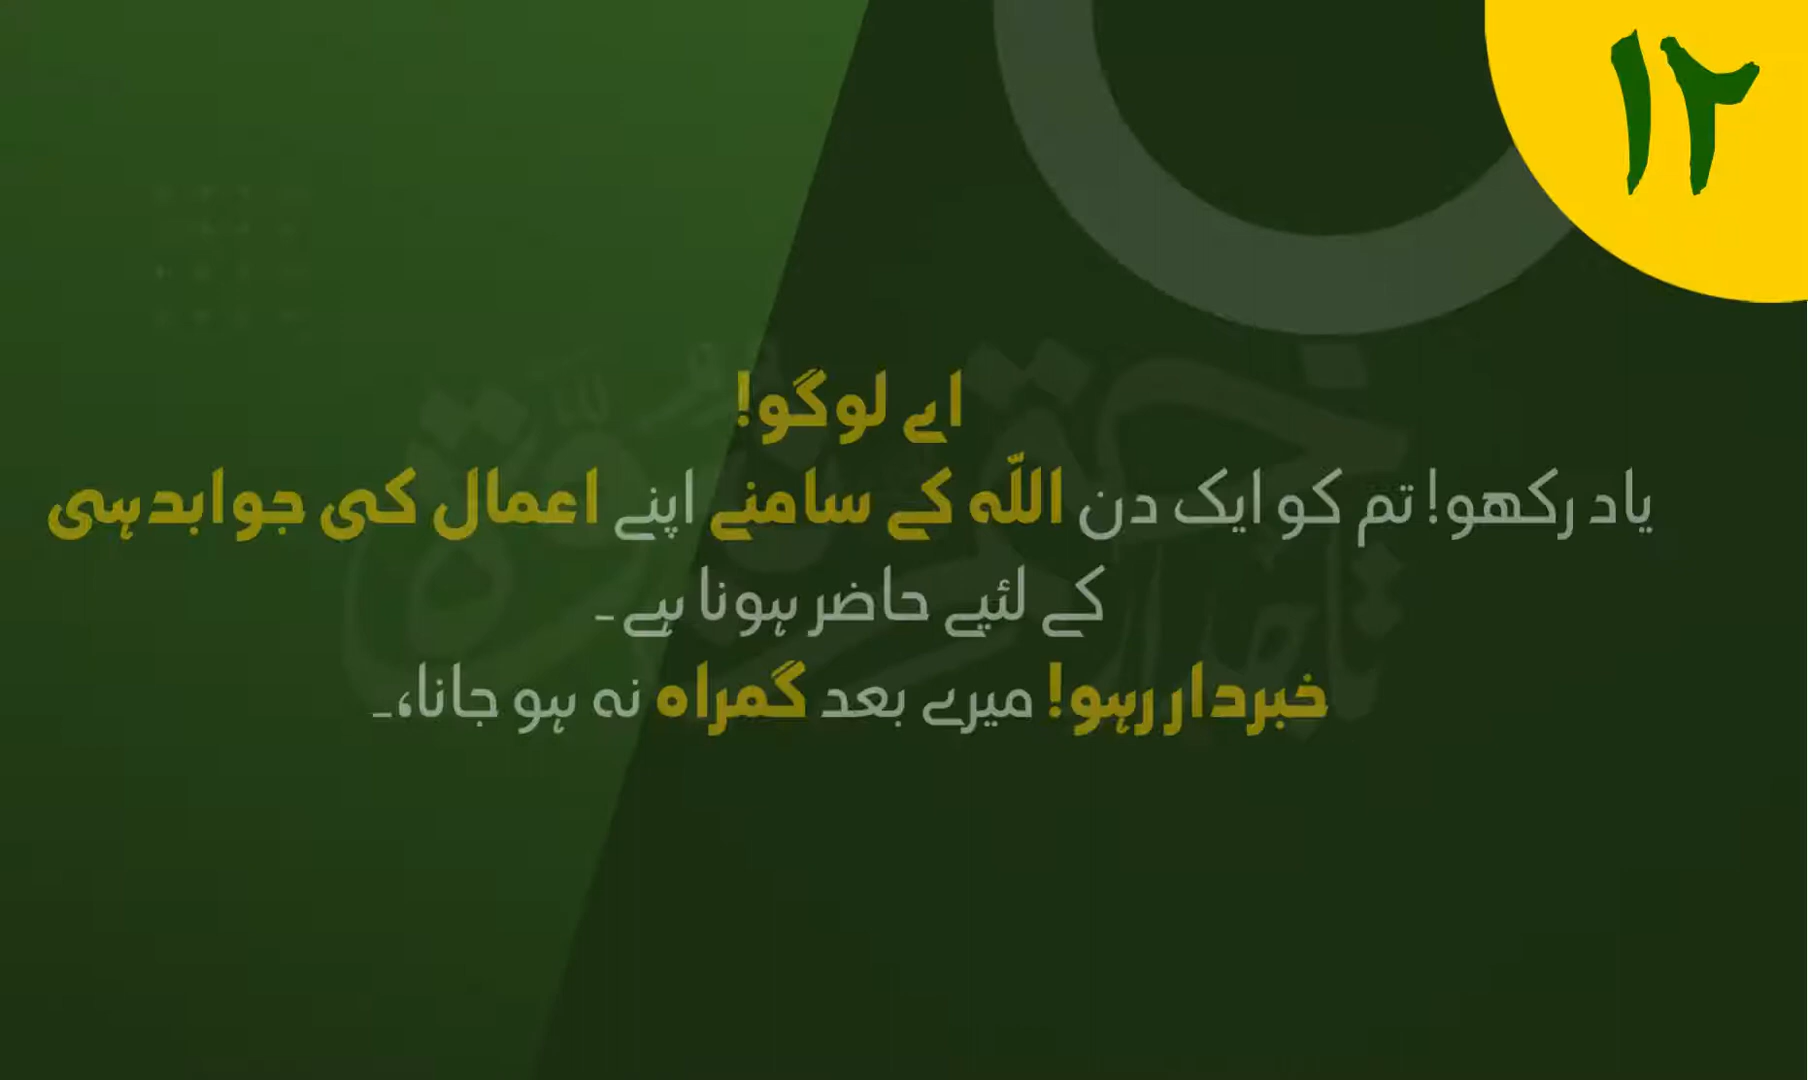 ۱۲
اے لوگو!
یاد رکھو! تم کو ایک دن اللّٰہ کے سامنے اپنے اعمال کی جوابدہی
کے لئیے حاضر ہونا ہے۔
خبردار رہو! میرے بعد گمراہ نہ ہو جانا،۔